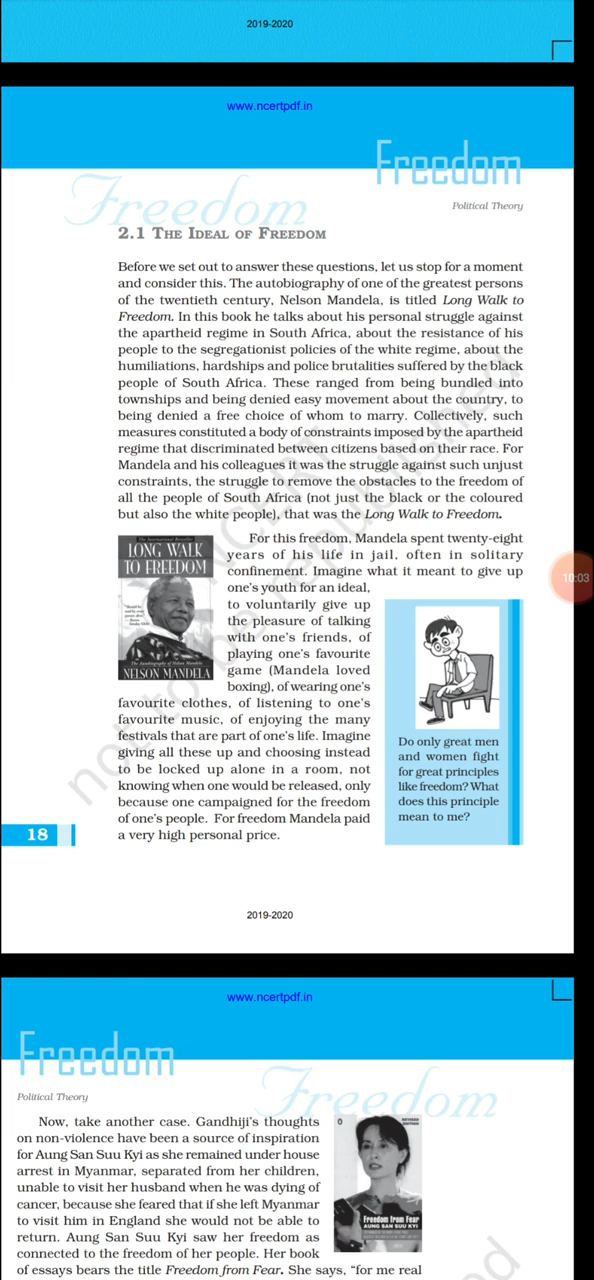 2019-2020
www.ncertpdf.in
Freedom
Freedom
Political Theory
2.1 THE IDEAL OF FREEDOM
Before we set out to answer these questions, let us stop for a moment
and consider this. The autobiography of one of the greatest persons
of the twentieth century, Nelson Mandela, is titled Long Walk to
Freedom. In this book he talks about his personal struggle against
the apartheid regime in South Africa, about the resistance of his
people to the segregationist policies of the white regime, about the
humiliations, hardships and police brutalities suffered by the black
people of South Africa. These ranged from being bundled into
townships and being denied easy movement about the country, to
being denied a free choice of whom to marry. Collectively, such
measures constituted a body of constraints imposed by the apartheid
regime that discriminated between citizens based on their race. For
Mandela and his colleagues it was the struggle against such unjust
constraints, the struggle to remove the obstacles to the freedom of
all the people of South Africa (not just the black or the coloured
but also the white people), that was the Long Walk to Freedom.
The International Bestseller
LONG WALK
TO FREEDOM
The Autobiography of Nelson Mandela
NELSON MANDELA
For this freedom, Mandela spent twenty-eight
years of his life in jail, often in solitary
confinement. Imagine what it meant to give up
one's youth for an ideal,
to voluntarily give up
the pleasure of talking
with one's friends, of
playing one's favourite
game (Mandela loved
boxing), of wearing one's
favourite clothes, of listening to one's
favourite music, of enjoying the many
festivals that are part of one's life. Imagine
giving all these up and choosing instead
to be locked up alone in a room, not
knowing when one would be released, only
because one campaigned for the freedom
of one's people. For freedom Mandela paid
a very high personal price.
10:03
Do only great men
and women fight
for great principles
like freedom? What
does this principle
mean to me?
18
not to be republished
© NCERT
2019-2020
www.ncertpdf.in
Freedom
Freedom
Political Theory
Now, take another case. Gandhiji's thoughts
on non-violence have been a source of inspiration
for Aung San Suu Kyi as she remained under house
arrest in Myanmar, separated from her children,
unable to visit her husband when he was dying of
cancer, because she feared that if she left Myanmar
to visit him in England she would not be able to
return. Aung San Suu Kyi saw her freedom as
connected to the freedom of her people. Her book
of essays bears the title Freedom from Fear. She says, "for me real
REVISED
EDITION
Freedom from Fear
AUNG SAN SUU KYI